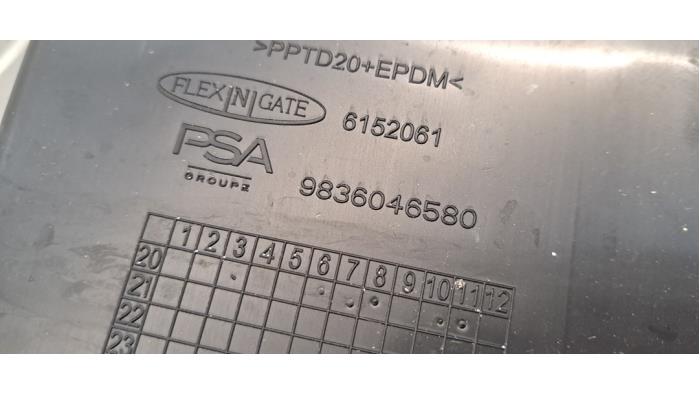 >PPTD20+EPDM<
FLEX|N|GATE
6152061
PSA
GROUPE
9836046580
1 2 3 4 5 6 7 8 9 10 11 12
20
21
22
23